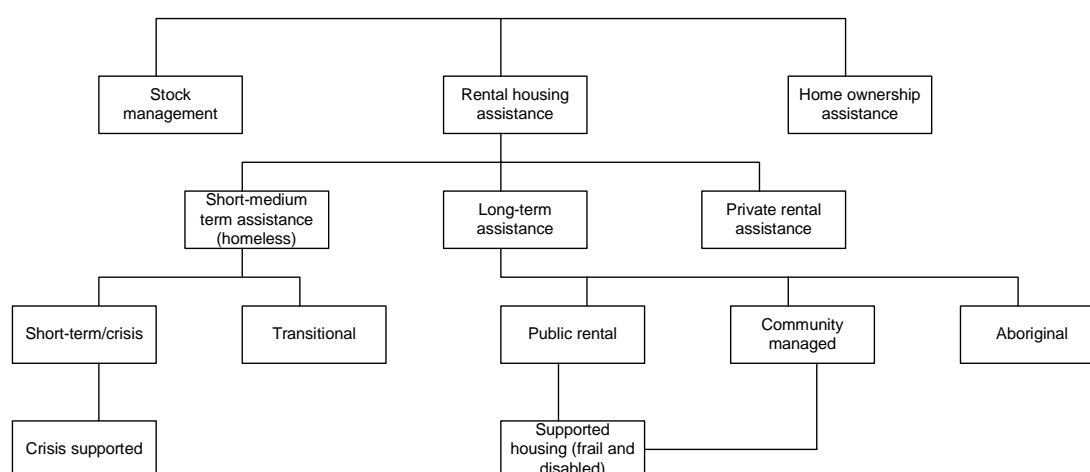 Stock
management
Rental housing
assistance
Home ownership
assistance
Short-medium
term assistance
(homeless)
Long-term
assistance
Private rental
assistance
Short-term/crisis
Transitional
Public rental
Community
managed
Aboriginal
Crisis supported
Supported
housing (frail and
disabled)